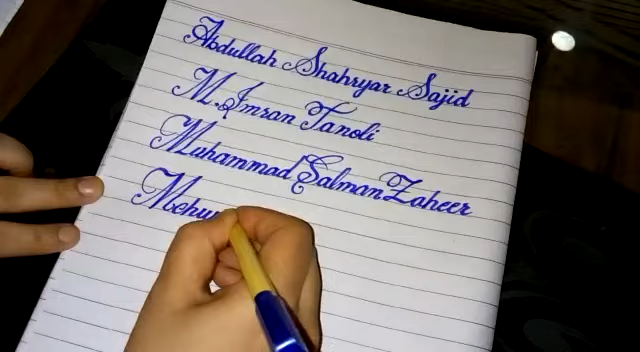 Abdullah Shahryar Sajid
M. Imran Tanoli
Muhammad Salman Zaheer